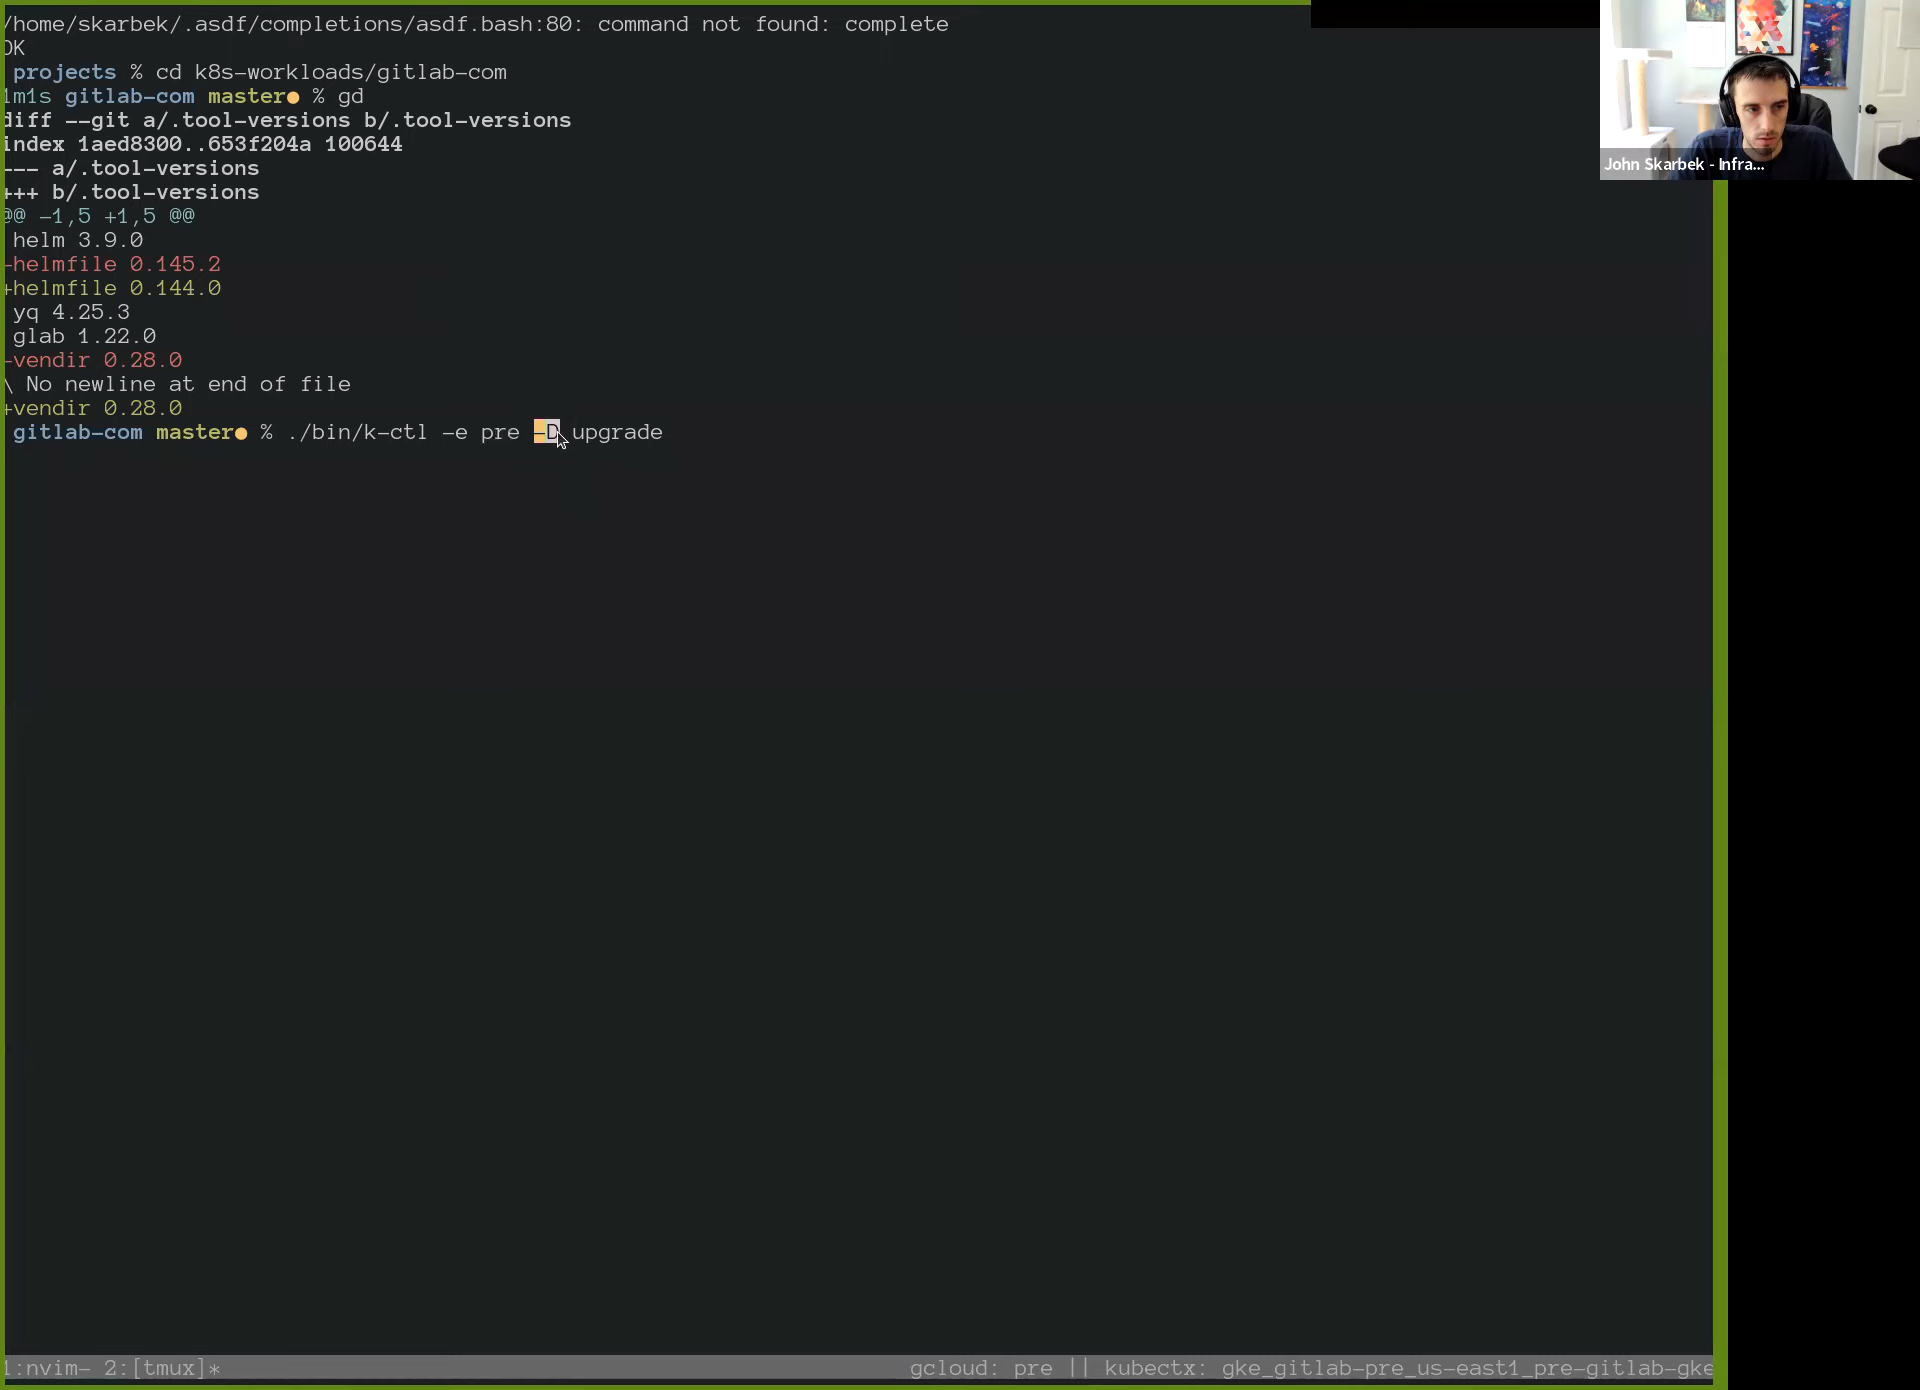 /home/skarbek/.asdf/completions/asdf.bash:80: command not found: complete
OK
projects % cd k8s-workloads/gitlab-com
1m1s gitlab-com master● % gd
diff --git a/.tool-versions b/.tool-versions
index 1aed8300..653f204a 100644
--- a/.tool-versions
+++ b/.tool-versions
@@ -1,5 +1,5 @@
 helm 3.9.0
-helmfile 0.145.2
+helmfile 0.144.0
 yq 4.25.3
 glab 1.22.0
-vendir 0.28.0
\ No newline at end of file
+vendir 0.28.0
gitlab-com master● % ./bin/k-ctl -e pre -D upgrade
1:nvim- 2:[tmux]* gcloud: pre || kubectx: gke_gitlab-pre_us-east1_pre-gitlab-gke
John Skarbek - Infra...